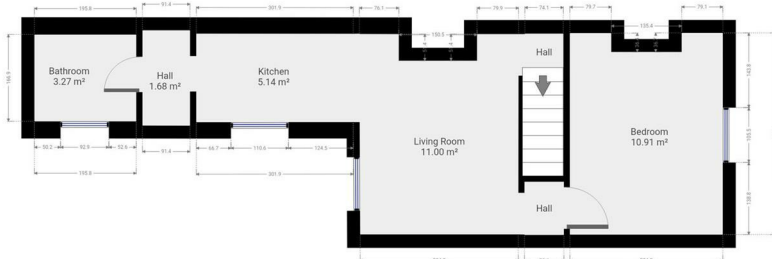 195.8
91.4
301.9
76.1
79.9
74.1
79.7
135.4
79.1
150.5
Bathroom
3.27 m²
Hall
1.68 m²
Kitchen
5.14 m²
Hall
Living Room
11.00 m²
Bedroom
10.91 m²
Hall
50.2
92.9
52.6
91.4
66.7
110.6
124.5
195.8
301.9